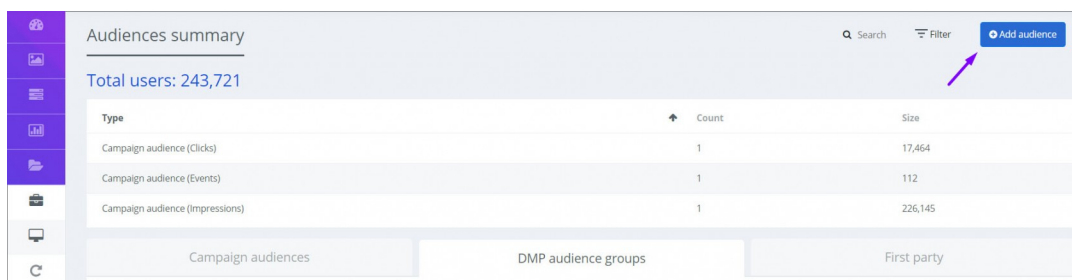 Audiences summary
Search Filter Add audience
Total users: 243,721
Type Count Size
Campaign audience (Clicks) 1 17,464
Campaign audience (Events) 1 112
Campaign audience (Impressions) 1 226,145
Campaign audiences DMP audience groups First party